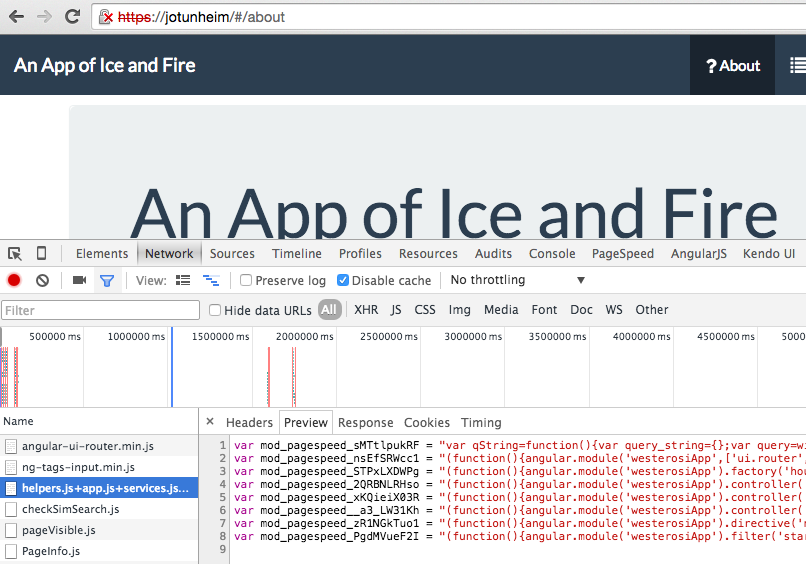 https://jotunheim/#/about
An App of Ice and Fire
? About
An App of Ice and Fire
Elements Network Sources Timeline Profiles Resources Audits Console PageSpeed AngularJS Kendo UI
View: Preserve log Disable cache No throttling
Filter Hide data URLs All XHR JS CSS Img Media Font Doc WS Other
500000 ms 1000000 ms 1500000 ms 2000000 ms 2500000 ms 3000000 ms 3500000 ms 4000000 ms 4500000 ms 5000
Name × Headers Preview Response Cookies Timing
angular-ui-router.min.js
ng-tags-input.min.js
helpers.js+app.js+services.js...
checkSimSearch.js
pageVisible.js
PageInfo.js
1 var mod_pagespeed_sMTtlpukRF = "var qString=function(){var query_string={};var query=wi
2 var mod_pagespeed_nsEfSRWcc1 = "(function(){angular.module('westerosiApp',['ui.router',
3 var mod_pagespeed_STPxLXDWPg = "(function(){angular.module('westerosiApp').factory('hou
4 var mod_pagespeed_2QRBNLRHso = "(function(){angular.module('westerosiApp').controller('
5 var mod_pagespeed_xKQieiX03R = "(function(){angular.module('westerosiApp').controller('
6 var mod_pagespeed__a3_LW31Kh = "(function(){angular.module('westerosiApp').controller('
7 var mod_pagespeed_zR1NGkTuo1 = "(function(){angular.module('westerosiApp').directive('n
8 var mod_pagespeed_PgdMVueF2I = "(function(){angular.module('westerosiApp').filter('star
9